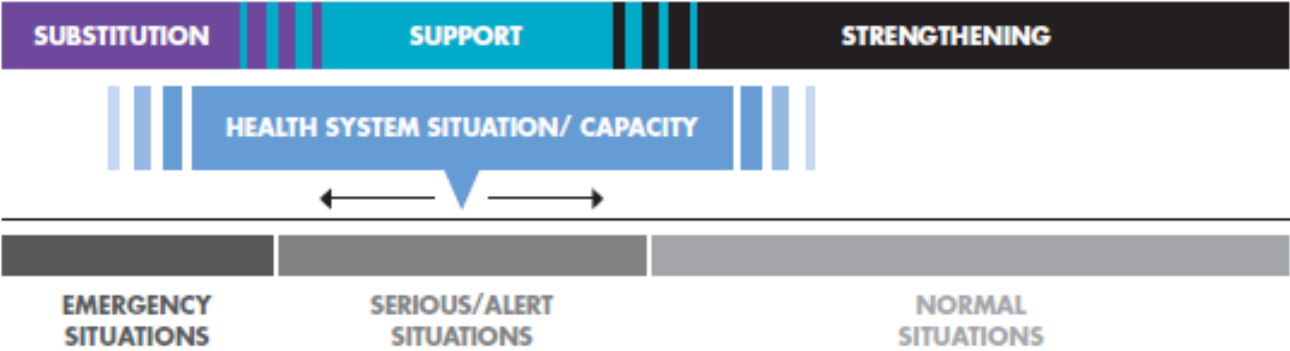 SUBSTITUTION SUPPORT STRENGTHENING
HEALTH SYSTEM SITUATION/ CAPACITY
EMERGENCY SITUATIONS
SERIOUS/ALERT SITUATIONS
NORMAL SITUATIONS